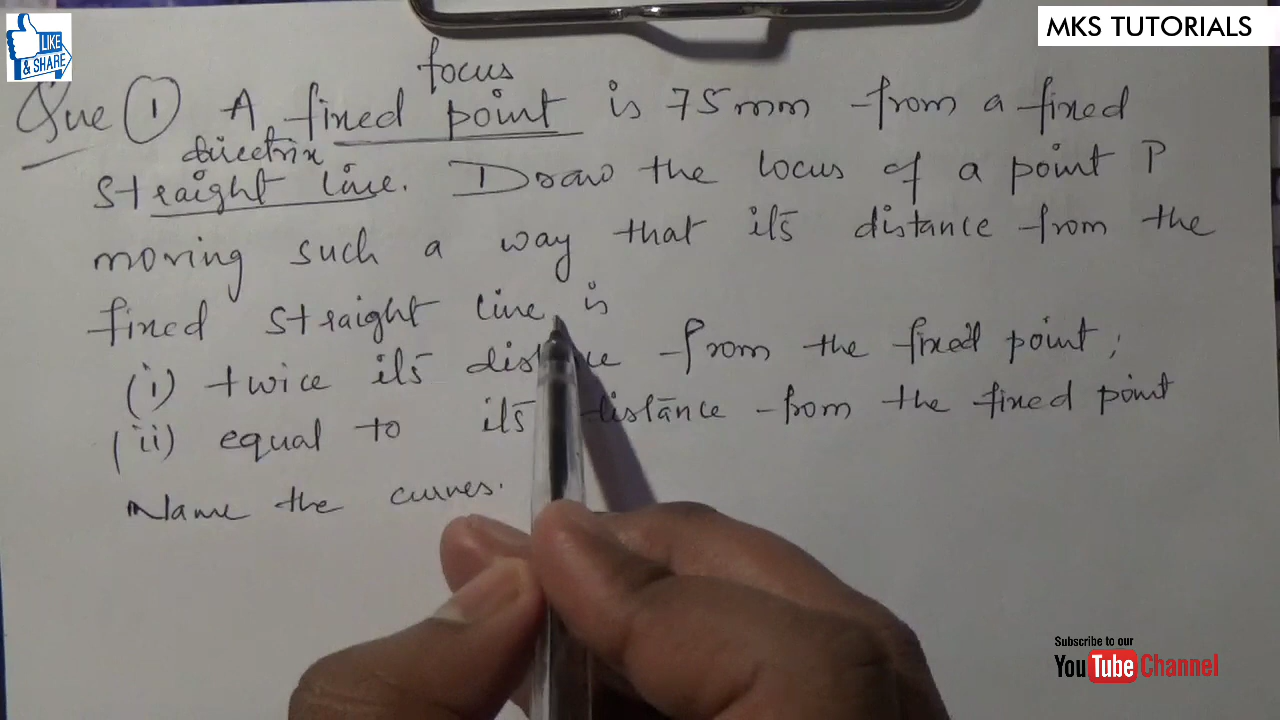 LIKE
& SHARE
MKS TUTORIALS
focus
Que 1 A fixed point is 75mm from a fixed
directrix
straight line. Draw the locus of a point P
moving such a way that its distance from the
fixed straight line is
(i) twice its from the fixed point;
(ii) equal to its distance from the fixed point
Name the curves.
Subscribe to our
YouTube Channel